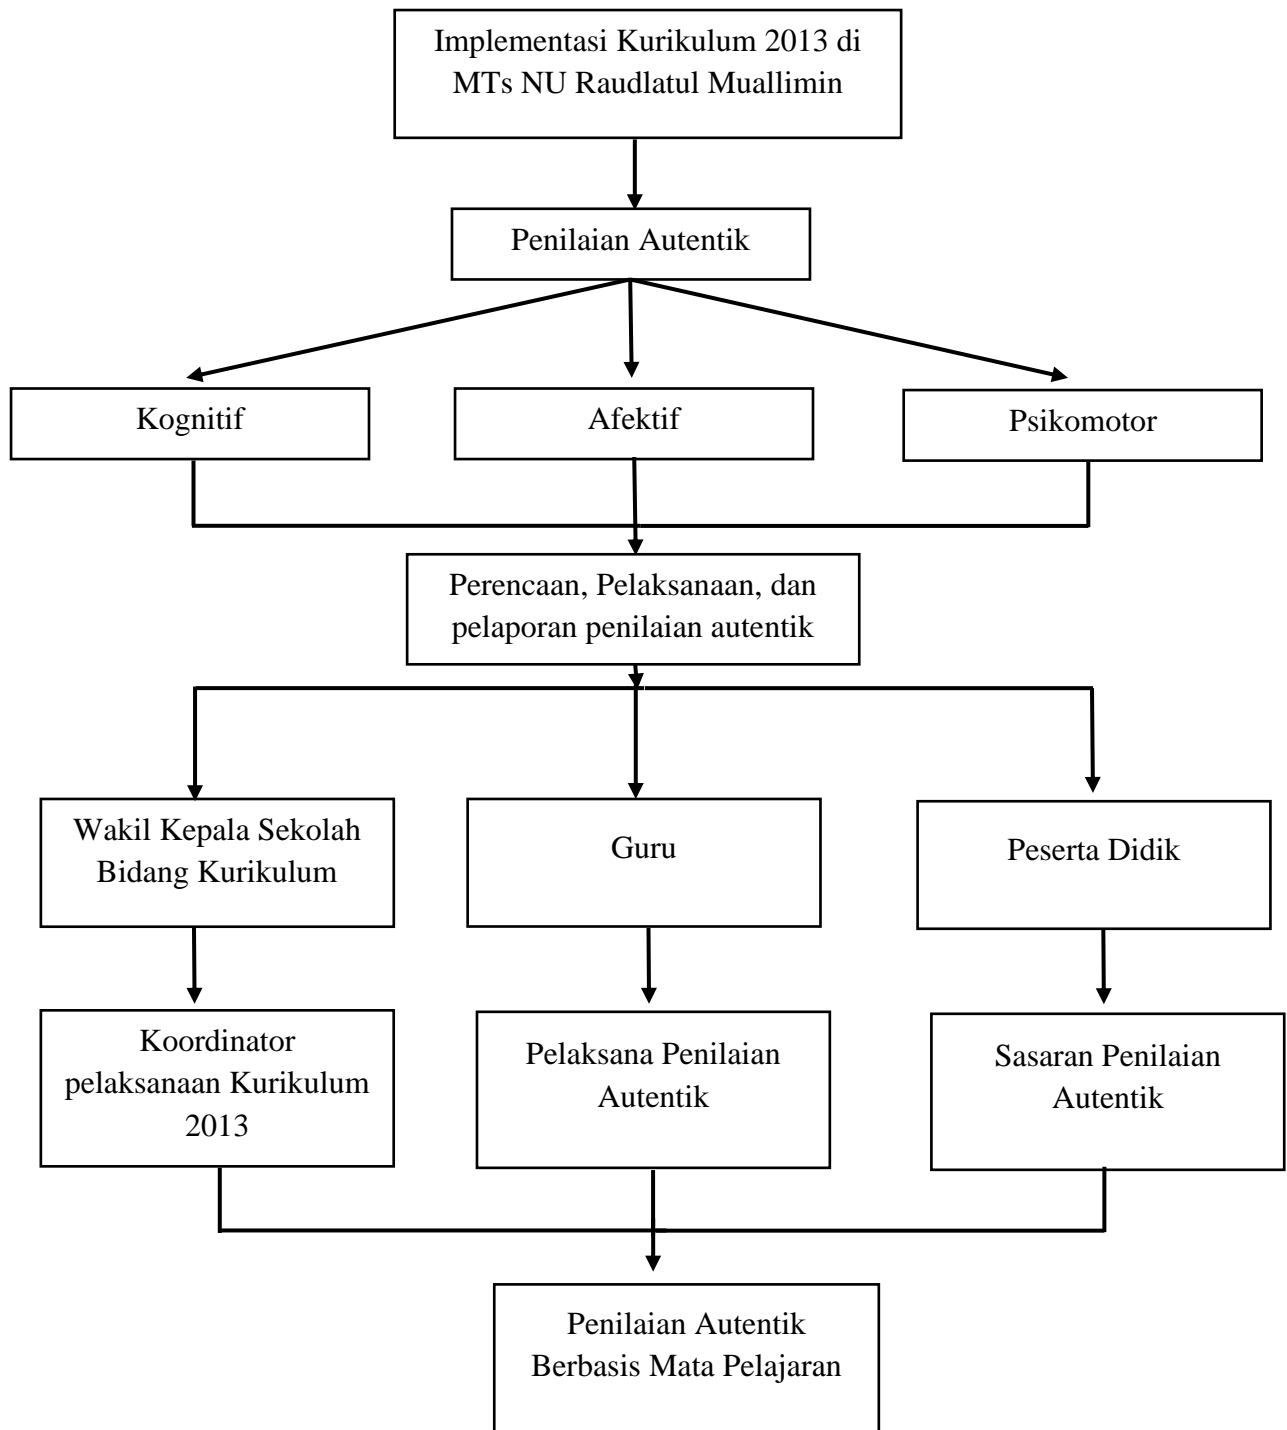 Implementasi Kurikulum 2013 di
MTs NU Raudlatul Muallimin
Penilaian Autentik
Kognitif
Afektif
Psikomotor
Perencaan, Pelaksanaan, dan
pelaporan penilaian autentik
Wakil Kepala Sekolah
Bidang Kurikulum
Guru
Peserta Didik
Koordinator
pelaksanaan Kurikulum
2013
Pelaksana Penilaian
Autentik
Sasaran Penilaian
Autentik
Penilaian Autentik
Berbasis Mata Pelajaran